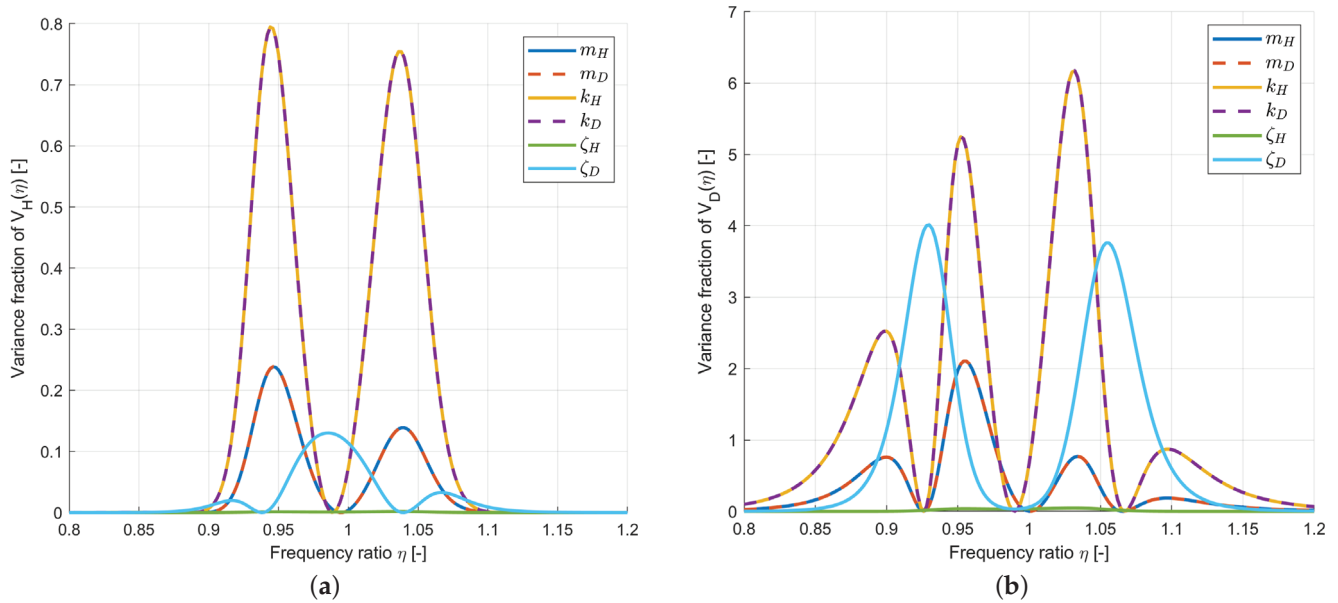 Variance fraction of V_H(η) [-]
0.8
0.7
0.6
0.5
0.4
0.3
0.2
0.1
0
m_H
m_D
k_H
k_D
ζ_H
ζ_D
0.8 0.85 0.9 0.95 1 1.05 1.1 1.15 1.2
Frequency ratio η [-]
(a)
Variance fraction of V_D(η) [-]
7
6
5
4
3
2
1
0
m_H
m_D
k_H
k_D
ζ_H
ζ_D
0.8 0.85 0.9 0.95 1 1.05 1.1 1.15 1.2
Frequency ratio η [-]
(b)